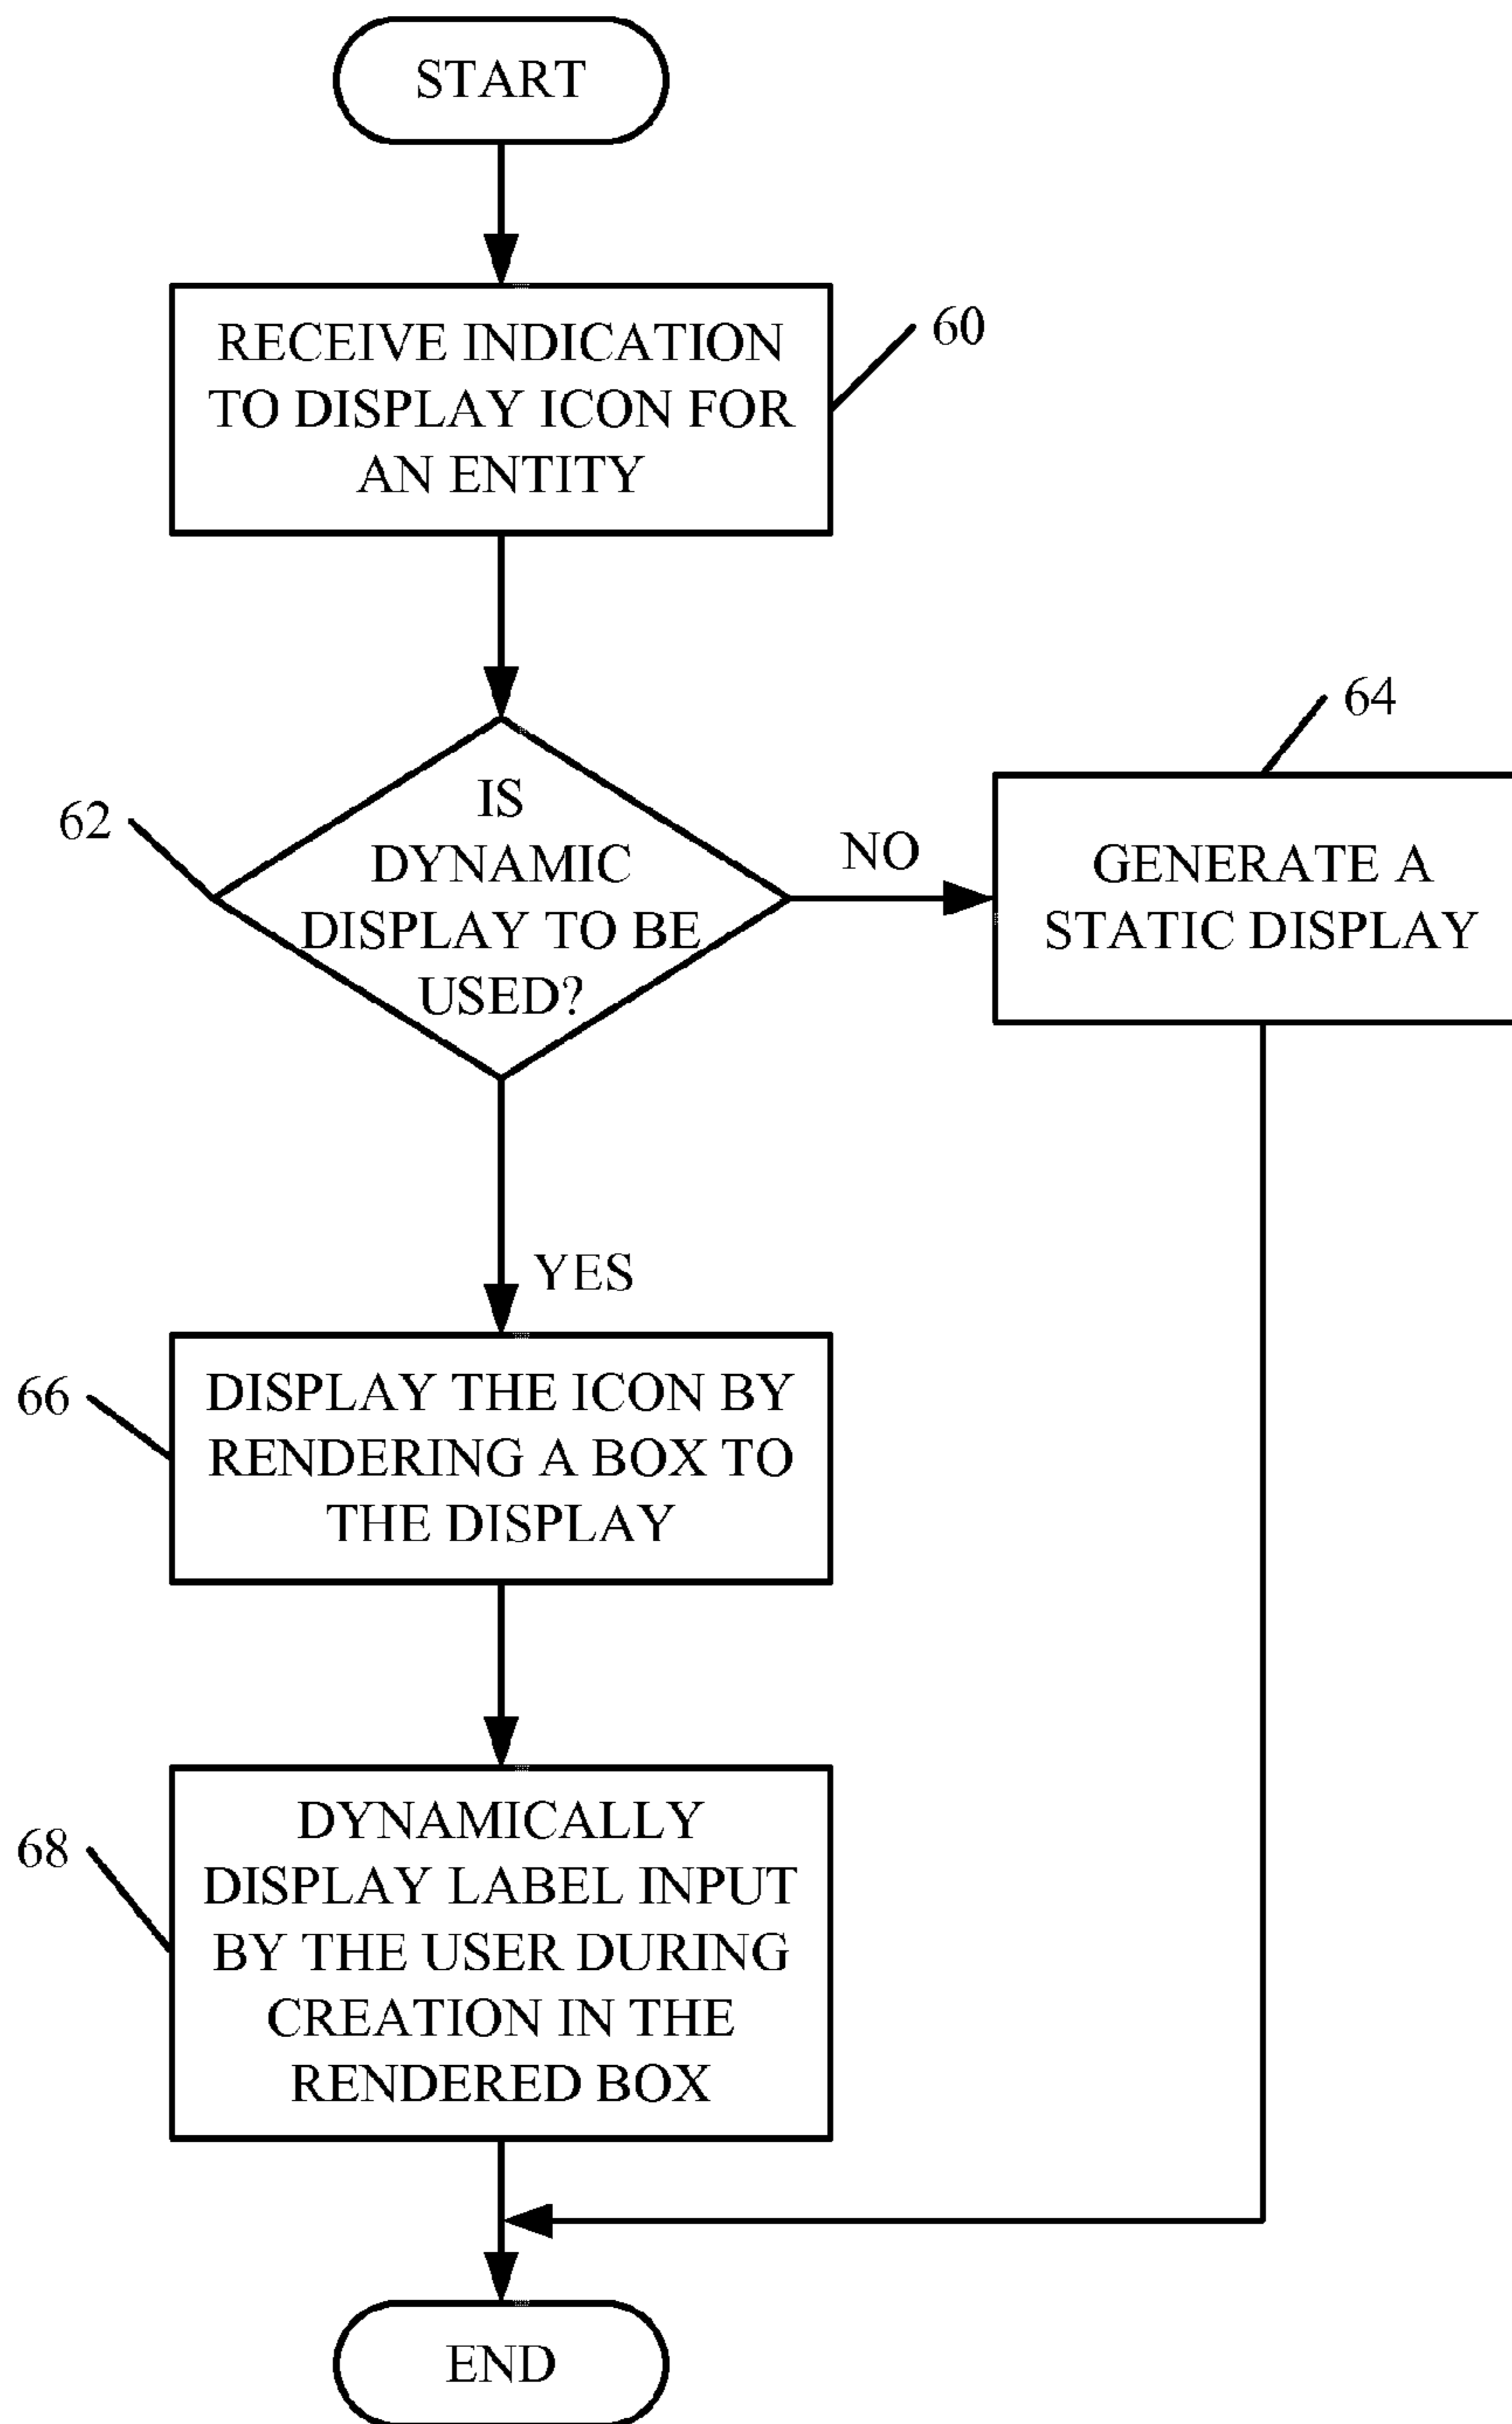 START
RECEIVE INDICATION
TO DISPLAY ICON FOR
AN ENTITY
60
IS
DYNAMIC
DISPLAY TO BE
USED?
62
NO
64
GENERATE A
STATIC DISPLAY
YES
66
DISPLAY THE ICON BY
RENDERING A BOX TO
THE DISPLAY
68
DYNAMICALLY
DISPLAY LABEL INPUT
BY THE USER DURING
CREATION IN THE
RENDERED BOX
END